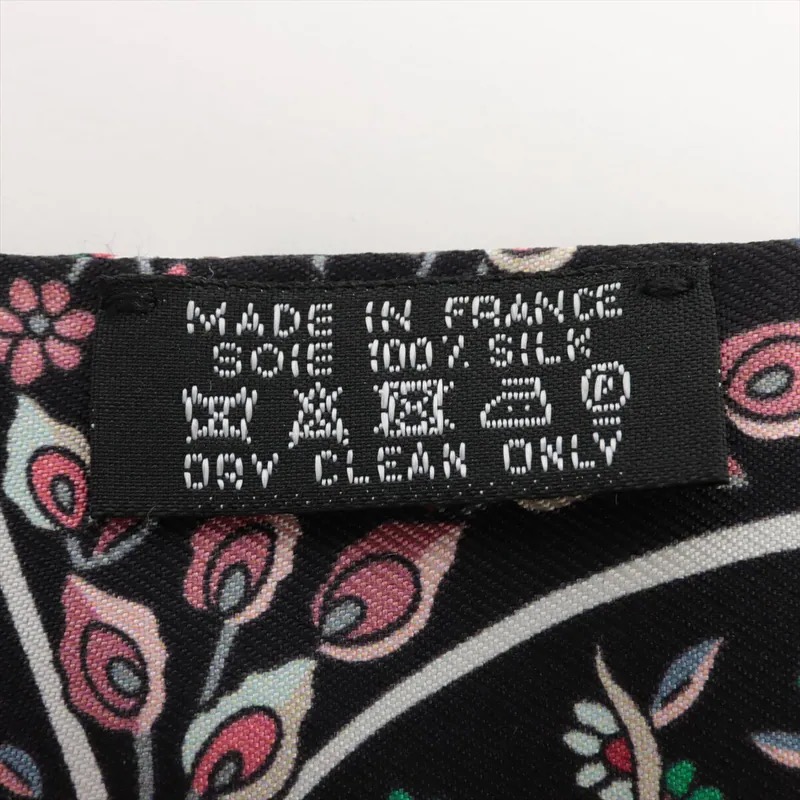 MADE IN FRANCE
SOIE 100% SILK
P
DRY CLEAN ONLY